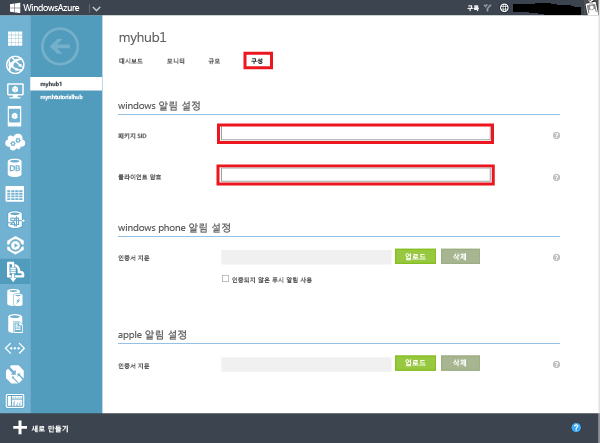 WindowsAzure
구독
myhub1
대시보드 모니터 규모 구성
myhub1
mynhtutorialhub
windows 알림 설정
패키지 SID
클라이언트 암호
windows phone 알림 설정
인증서 지문 업로드 삭제
인증되지 않은 푸시 알림 사용
apple 알림 설정
인증서 지문 업로드 삭제
DB
새로 만들기